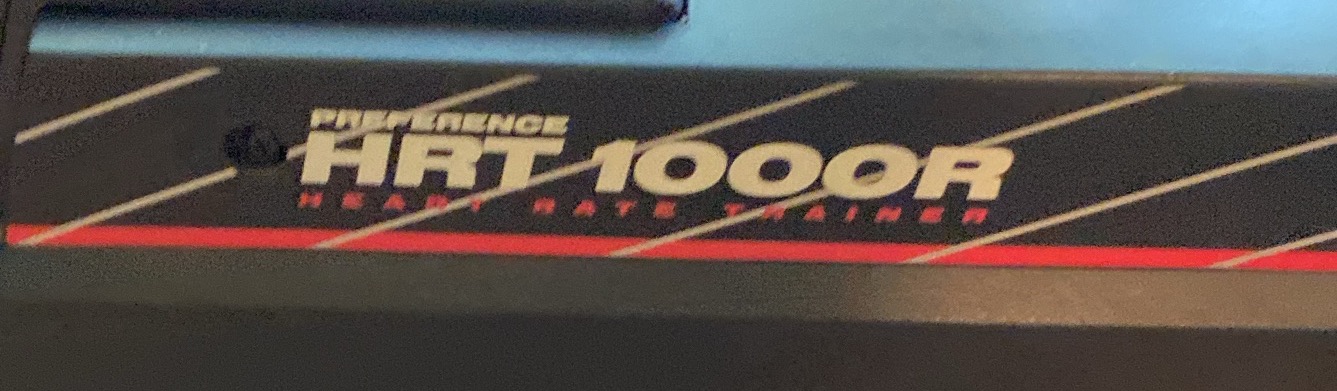 PREFERENCE
HRT 1000R
HEART RATE TRAINER